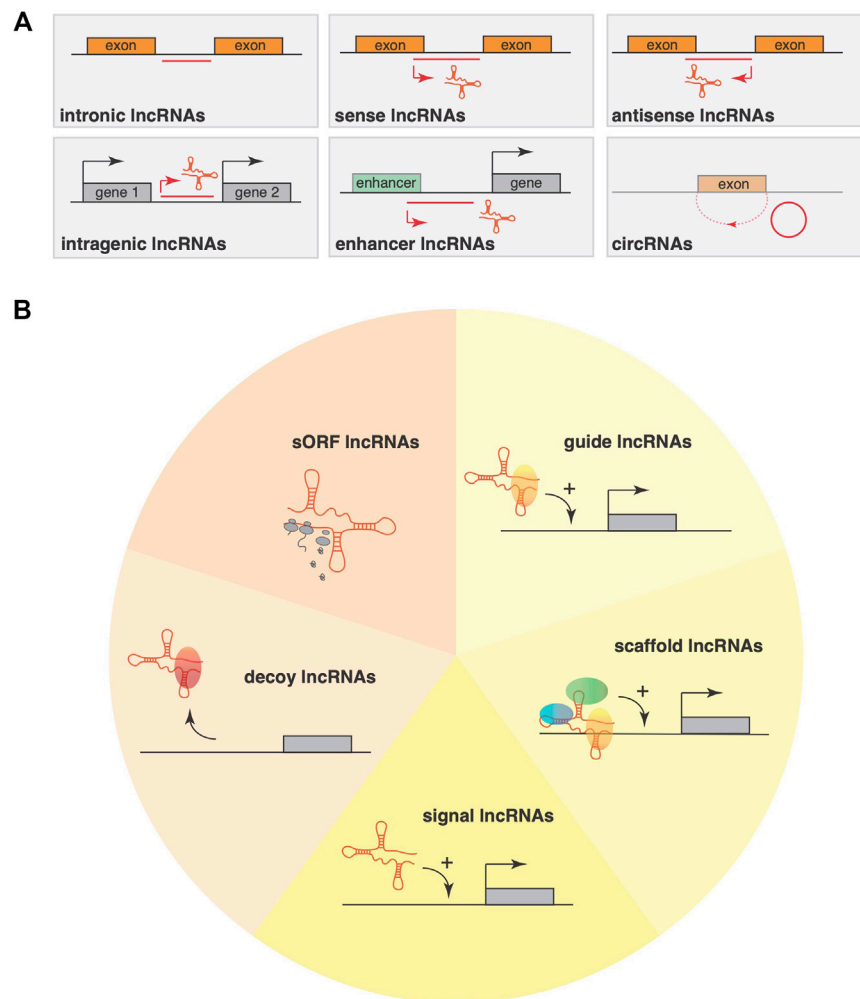 A
exon exon
intronic lncRNAs
exon exon
sense lncRNAs
exon exon
antisense lncRNAs
gene 1 gene 2
intragenic lncRNAs
enhancer gene
enhancer lncRNAs
exon
circRNAs
B
sORF lncRNAs
guide lncRNAs
+
scaffold lncRNAs
+
decoy lncRNAs
signal lncRNAs
+